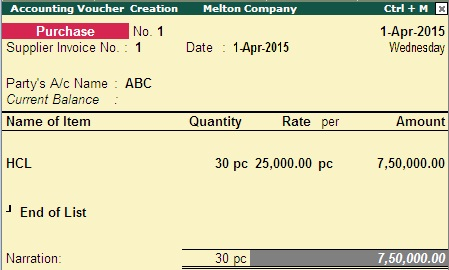 Accounting Voucher Creation Melton Company Ctrl + M
Purchase No. 1 1-Apr-2015
Supplier Invoice No. : 1 Date : 1-Apr-2015 Wednesday
Party's A/c Name : ABC
Current Balance :
Name of Item Quantity Rate per Amount
HCL 30 pc 25,000.00 pc 7,50,000.00
End of List
Narration: 30 pc 7,50,000.00